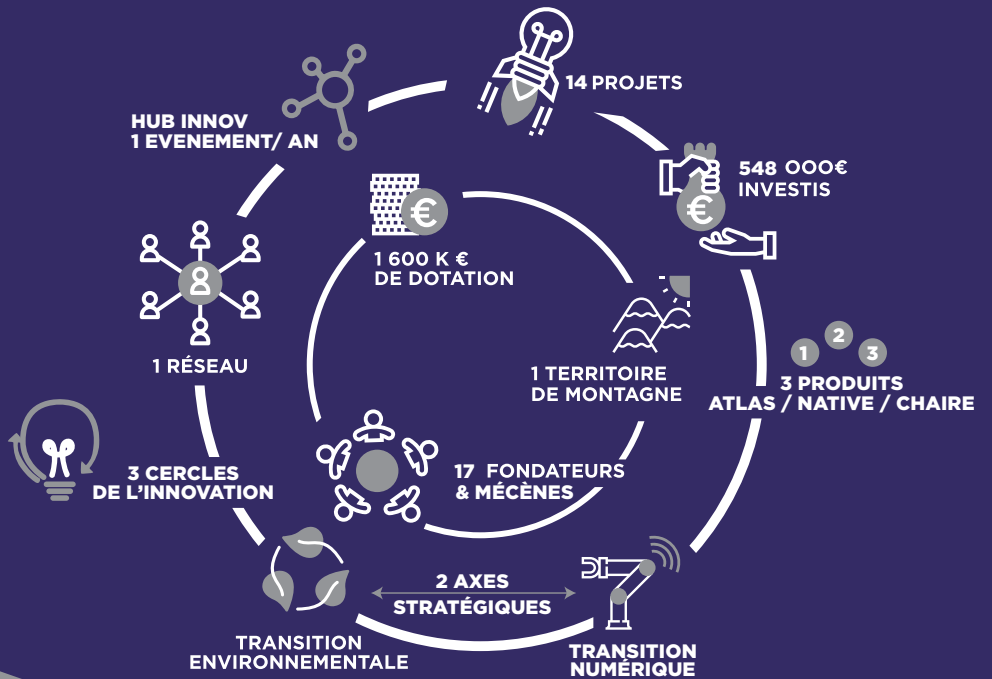 14 PROJETS
HUB INNOV
1 EVENEMENT/ AN
548 OOO€
INVESTIS
€
€
1 600 K €
DE DOTATION
1 RÉSEAU
1 TERRITOIRE
DE MONTAGNE
1
2
3
3 PRODUITS
ATLAS / NATIVE / CHAIRE
3 CERCLES
DE L'INNOVATION
17 FONDATEURS
& MÉCÈNES
2 AXES
STRATÉGIQUES
TRANSITION
ENVIRONNEMENTALE
TRANSITION
NUMÉRIQUE